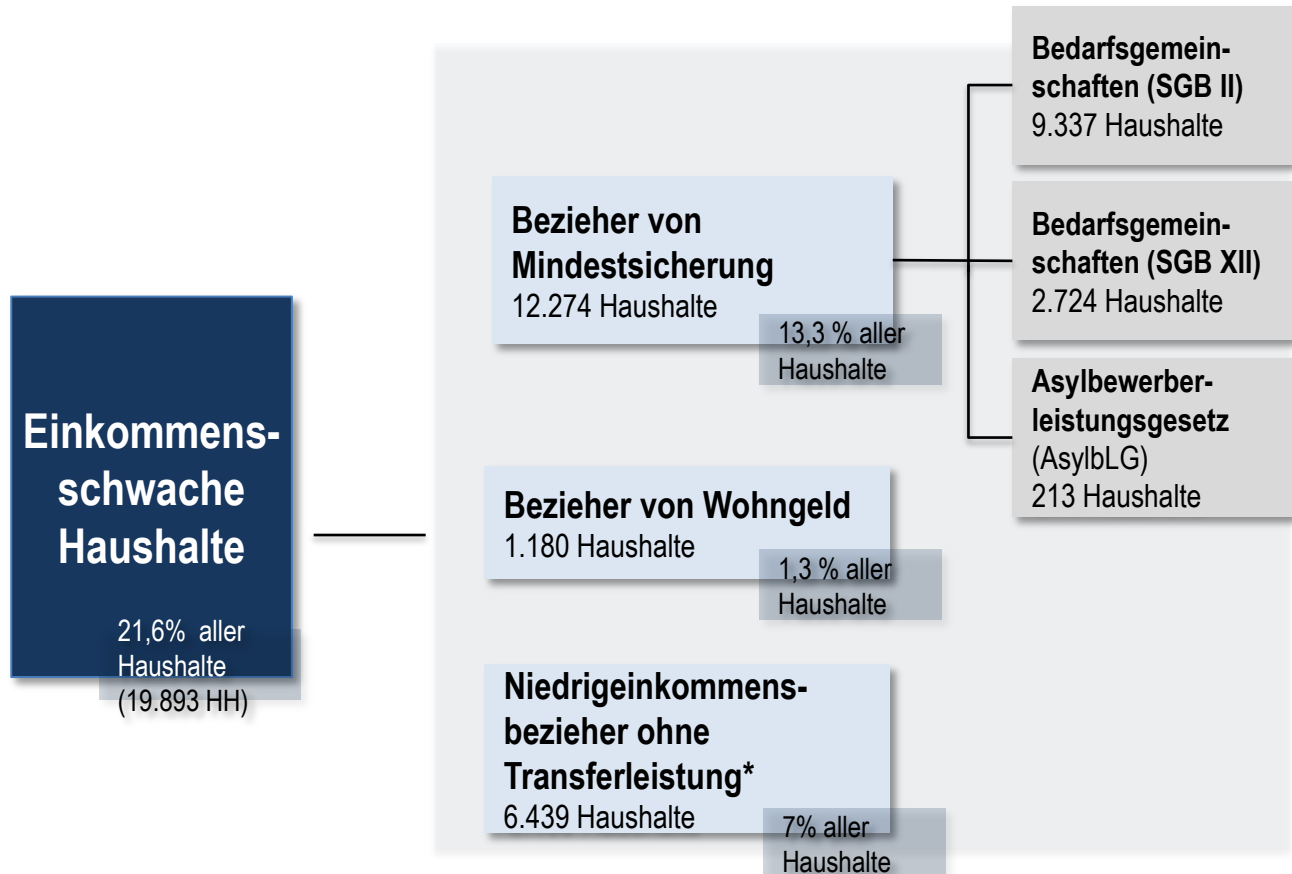 Einkommens-
schwache
Haushalte
21,6% aller
Haushalte
(19.893 HH)
Bezieher von
Mindestsicherung
12.274 Haushalte
13,3 % aller
Haushalte
Bezieher von Wohngeld
1.180 Haushalte
1,3 % aller
Haushalte
Niedrigeinkommens-
bezieher ohne
Transferleistung*
6.439 Haushalte
7% aller
Haushalte
Bedarfsgemein-
schaften (SGB II)
9.337 Haushalte
Bedarfsgemein-
schaften (SGB XII)
2.724 Haushalte
Asylbewerber-
leistungsgesetz
(AsylbLG)
213 Haushalte